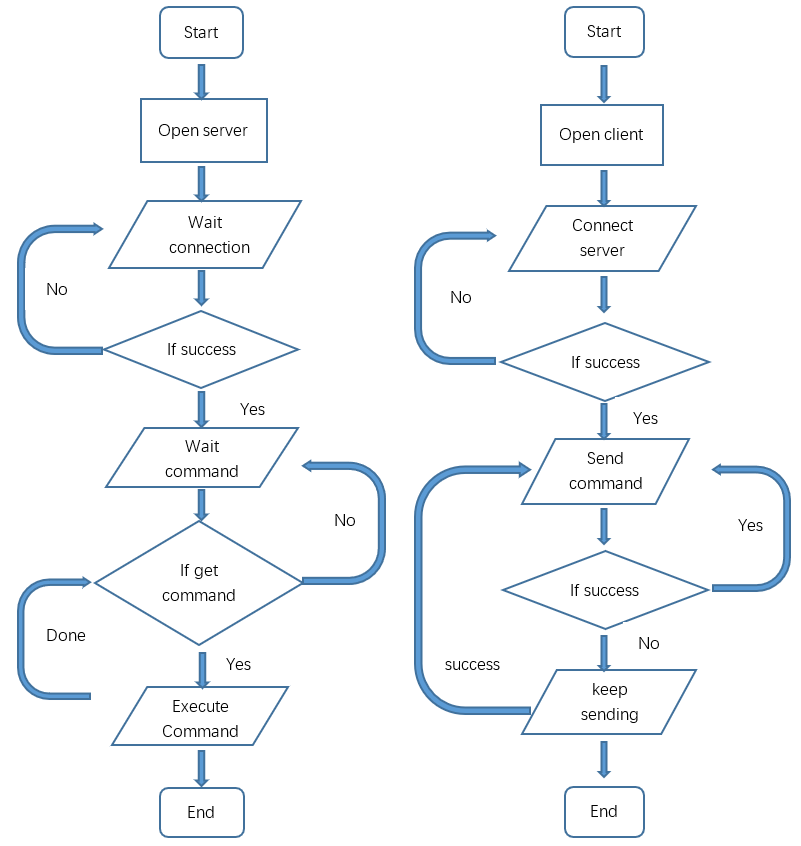 Start
Open server
Wait
connection
No
If success
Yes
Wait
command
No
If get
command
Done
Yes
Execute
Command
End
Start
Open client
Connect
server
No
If success
Yes
Send
command
Yes
If success
No
success
keep
sending
End